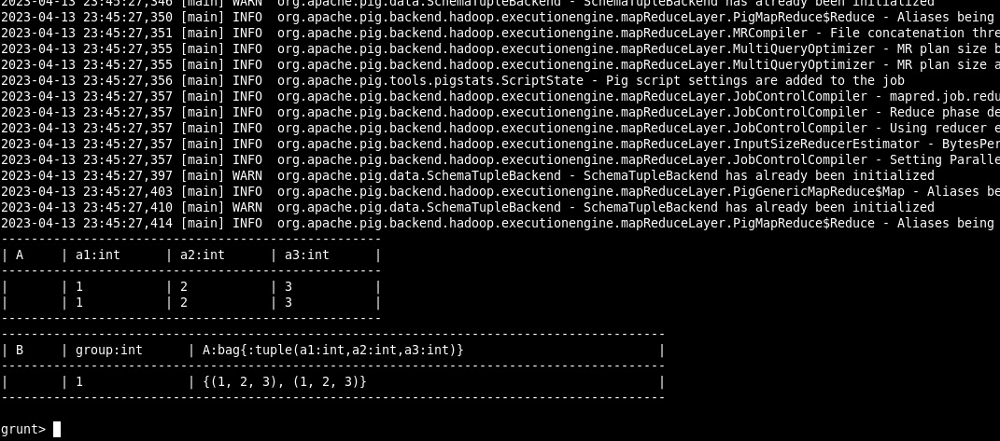 2023-04-13 23:45:27,346 [main] WARN  org.apache.pig.data.SchemaTupleBackend - SchemaTupleBackend has already been initialized
2023-04-13 23:45:27,350 [main] INFO  org.apache.pig.backend.hadoop.executionengine.mapReduceLayer.PigMapReduce$Reduce - Aliases being
2023-04-13 23:45:27,351 [main] INFO  org.apache.pig.backend.hadoop.executionengine.mapReduceLayer.MRCompiler - File concatenation thre
2023-04-13 23:45:27,355 [main] INFO  org.apache.pig.backend.hadoop.executionengine.mapReduceLayer.MultiQueryOptimizer - MR plan size b
2023-04-13 23:45:27,355 [main] INFO  org.apache.pig.backend.hadoop.executionengine.mapReduceLayer.MultiQueryOptimizer - MR plan size a
2023-04-13 23:45:27,356 [main] INFO  org.apache.pig.tools.pigstats.ScriptState - Pig script settings are added to the job
2023-04-13 23:45:27,357 [main] INFO  org.apache.pig.backend.hadoop.executionengine.mapReduceLayer.JobControlCompiler - mapred.job.redu
2023-04-13 23:45:27,357 [main] INFO  org.apache.pig.backend.hadoop.executionengine.mapReduceLayer.JobControlCompiler - Reduce phase de
2023-04-13 23:45:27,357 [main] INFO  org.apache.pig.backend.hadoop.executionengine.mapReduceLayer.JobControlCompiler - Using reducer e
2023-04-13 23:45:27,357 [main] INFO  org.apache.pig.backend.hadoop.executionengine.mapReduceLayer.InputSizeReducerEstimator - BytesPer
2023-04-13 23:45:27,357 [main] INFO  org.apache.pig.backend.hadoop.executionengine.mapReduceLayer.JobControlCompiler - Setting Paralle
2023-04-13 23:45:27,397 [main] WARN  org.apache.pig.data.SchemaTupleBackend - SchemaTupleBackend has already been initialized
2023-04-13 23:45:27,403 [main] INFO  org.apache.pig.backend.hadoop.executionengine.mapReduceLayer.PigGenericMapReduce$Map - Aliases be
2023-04-13 23:45:27,410 [main] WARN  org.apache.pig.data.SchemaTupleBackend - SchemaTupleBackend has already been initialized
2023-04-13 23:45:27,414 [main] INFO  org.apache.pig.backend.hadoop.executionengine.mapReduceLayer.PigMapReduce$Reduce - Aliases being
---------------------------------------------------
| A     | a1:int      | a2:int      | a3:int      |
---------------------------------------------------
|       | 1           | 2           | 3           |
|       | 1           | 2           | 3           |
---------------------------------------------------
-----------------------------------------------------------------------------------------
| B     | group:int      | A:bag{:tuple(a1:int,a2:int,a3:int)}                          |
-----------------------------------------------------------------------------------------
|       | 1              | {(1, 2, 3), (1, 2, 3)}                                       |
-----------------------------------------------------------------------------------------
grunt>